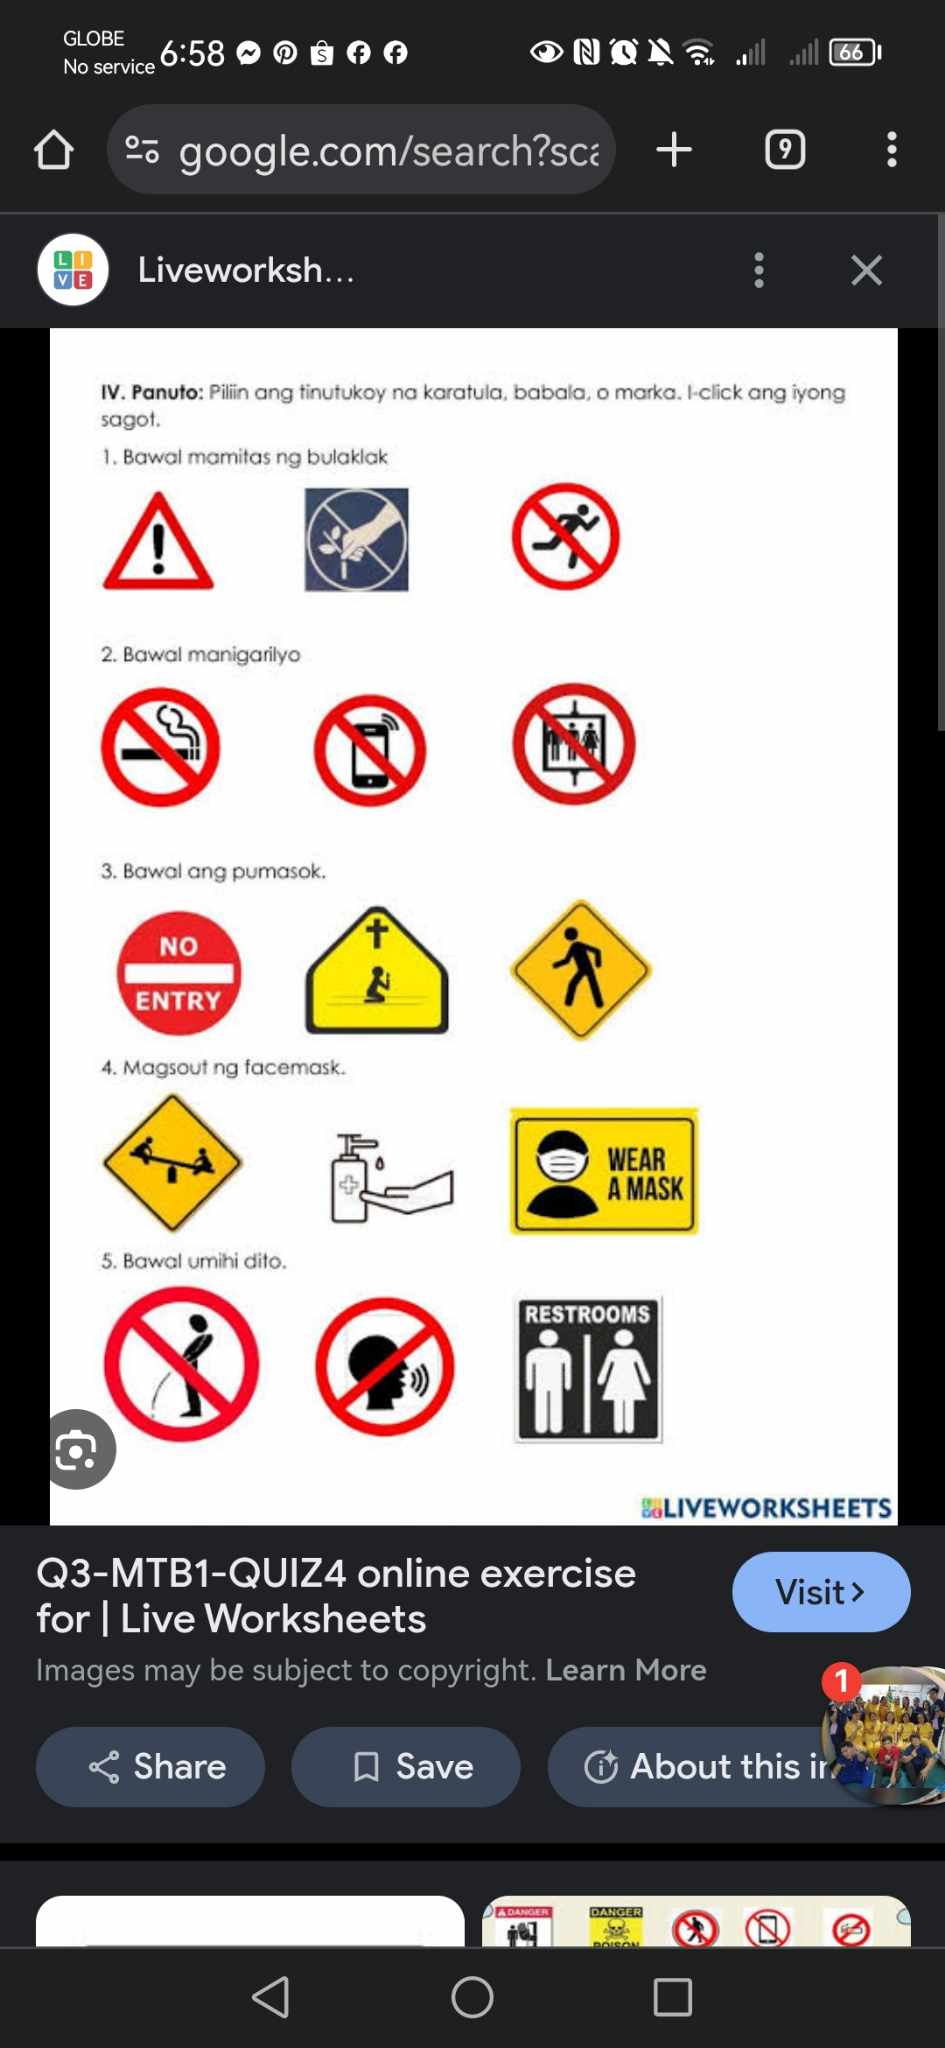 GLOBE
No service 6:58
66
google.com/search?sca
9
LIVE
Liveworksh...
IV. Panuto: Piliin ang tinutukoy na karatula, babala, o marka. I-click ang iyong
sagot.
1. Bawal mamitas ng bulaklak
2. Bawal manigarilyo
3. Bawal ang pumasok.
NO
ENTRY
4. Magsout ng facemask.
WEAR
A MASK
5. Bawal umihi dito.
RESTROOMS
LIVEWORKSHEETS
Q3-MTB1-QUIZ4 online exercise
for | Live Worksheets
Visit
Images may be subject to copyright. Learn More
1
Share
Save
About this i
DANGER
DANGER
POISON